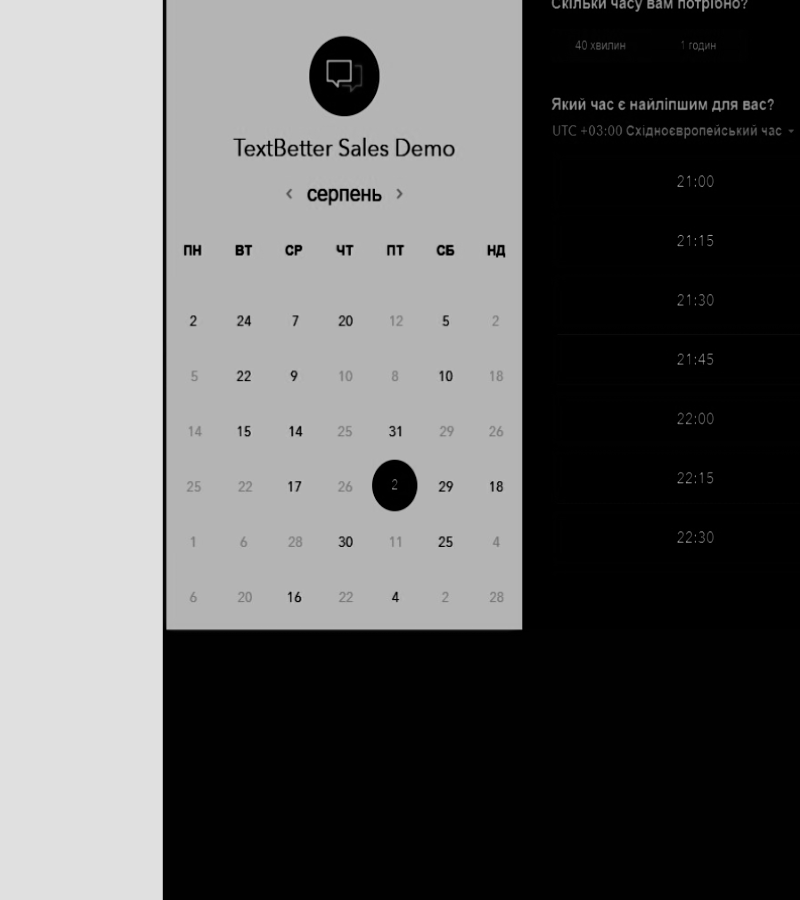 TextBetter Sales Demo
серпень
ПН ВТ СР ЧТ ПТ СБ НД
2 24 7 20 12 5 2
5 22 9 10 8 10 18
14 15 14 25 31 29 26
25 22 17 26 2 29 18
1 6 28 30 11 25 4
6 20 16 22 4 2 28
Скільки часу вам потрібно?
40 хвилин 1 годин
Який час є найліпшим для вас?
UTC +03:00 Східноєвропейський час
21:00
21:15
21:30
21:45
22:00
22:15
22:30